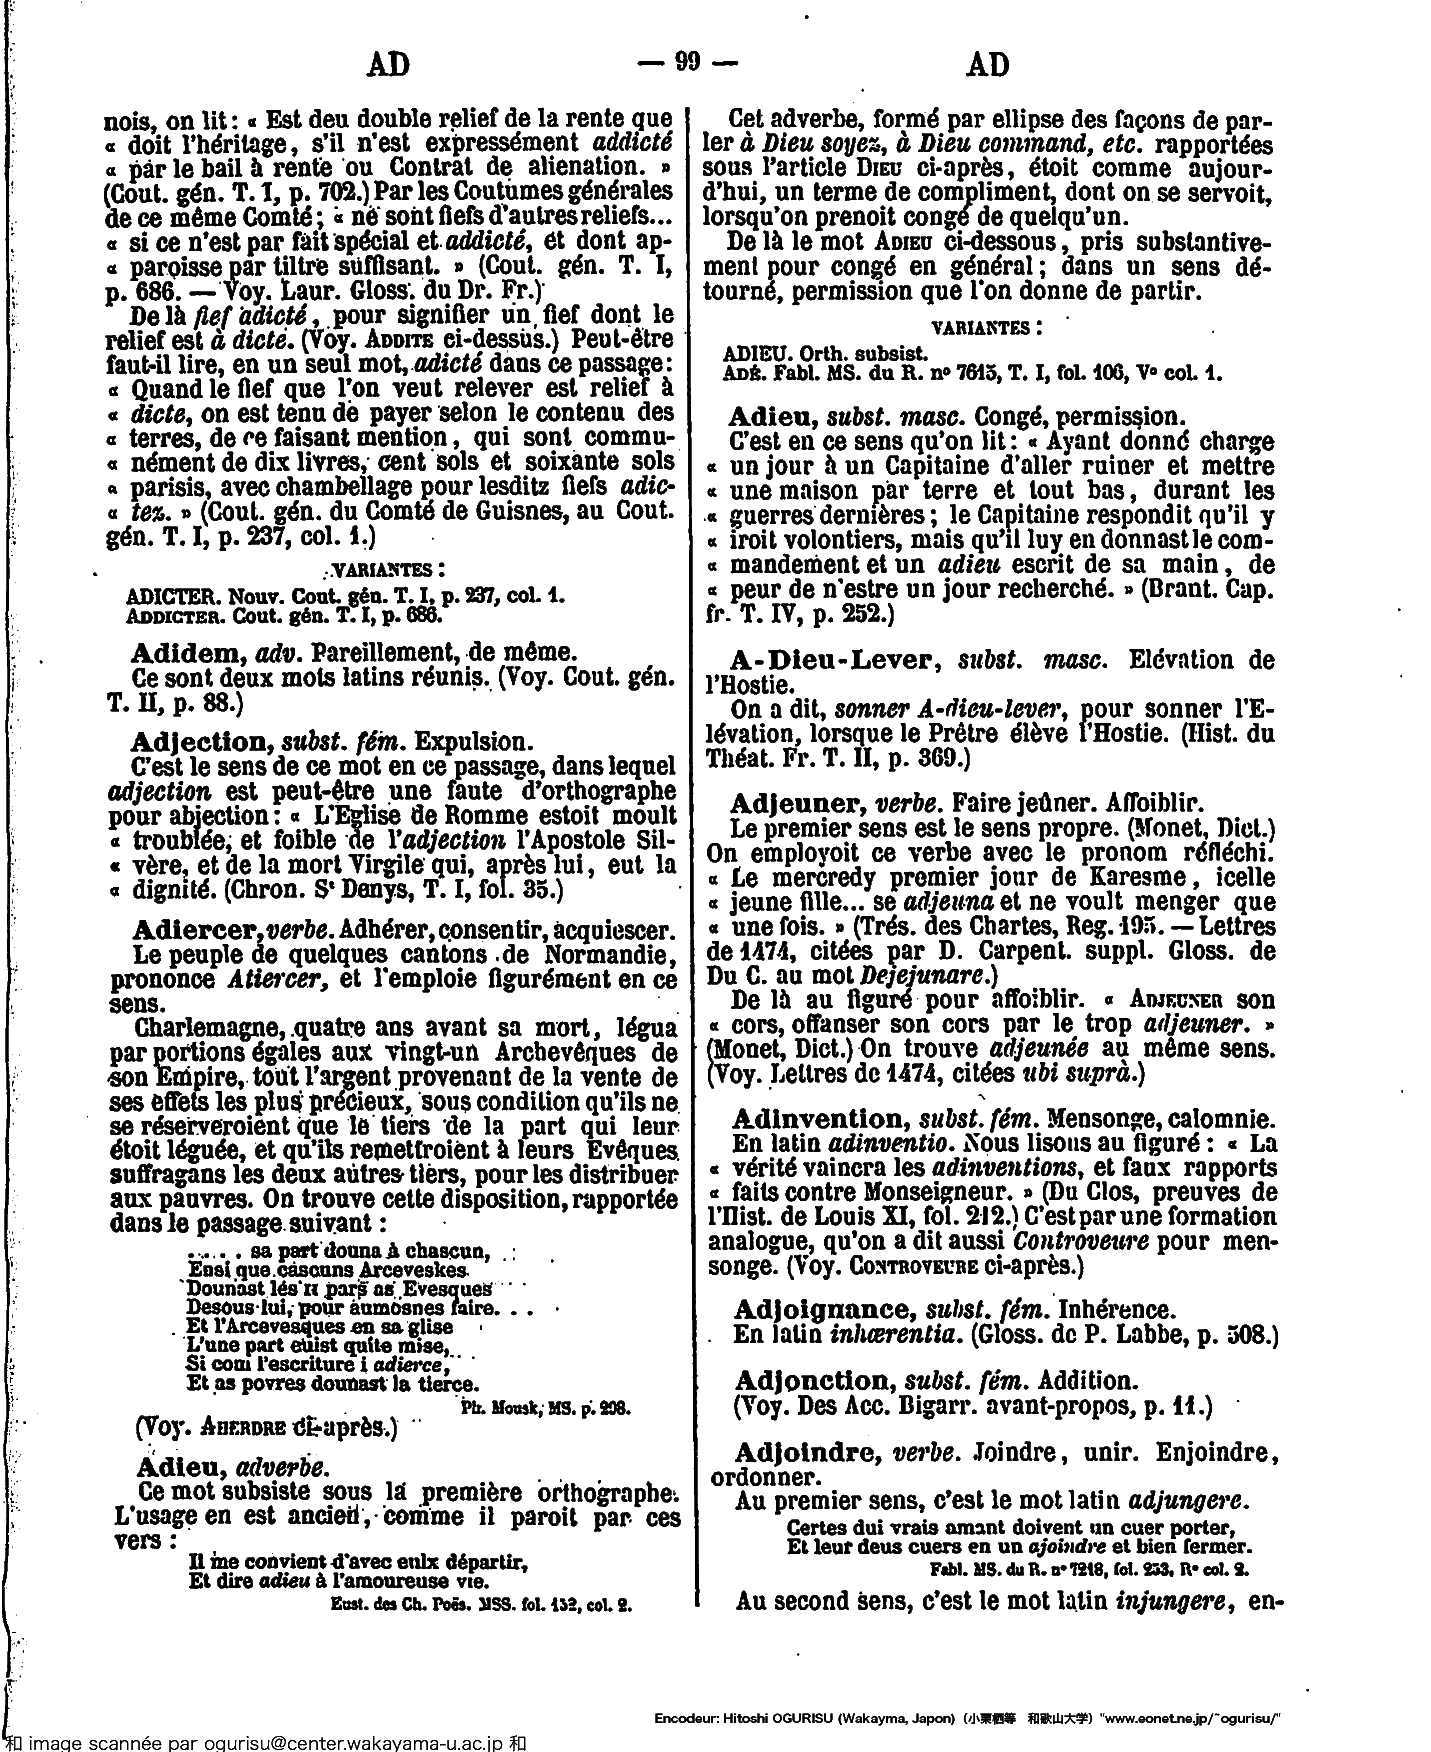 AD — 99 — AD
nois, on lit : « Est deu double relief de la rente que
« doit l'héritage, s'il n'est expressément addicté
« par le bail à rente ou Contrat de alienation. »
(Cout. gén. T. I, p. 702.) Par les Coutumes générales
de ce même Comté ; « ne sont fiefs d'autres reliefs...
« si ce n'est par fait spécial et addicté, et dont ap-
« paroisse par tiltre suffisant. » (Cout. gén. T. I,
p. 686. — Voy. Laur. Gloss. du Dr. Fr.)
De là fief adicté, pour signifier un fief dont le
relief est à dicte. (Voy. ADDITE ci-dessus.) Peut-être
faut-il lire, en un seul mot, adicté dans ce passage :
« Quand le fief que l'on veut relever est relief à
« dicte, on est tenu de payer selon le contenu des
« terres, de ce faisant mention, qui sont commu-
« nément de dix livres, cent sols et soixante sols
« parisis, avec chambellage pour lesditz fiefs adic-
« tez. » (Cout. gén. du Comté de Guisnes, au Cout.
gén. T. I, p. 237, col. 1.)
VARIANTES :
ADICTER. Nouv. Cout. gén. T. I, p. 237, col. 1.
ADDICTER. Cout. gén. T. I, p. 686.
Adidem, adv. Pareillement, de même.
Ce sont deux mots latins réunis. (Voy. Cout. gén.
T. II, p. 88.)
Adjection, subst. fém. Expulsion.
C'est le sens de ce mot en ce passage, dans lequel
adjection est peut-être une faute d'orthographe
pour abjection : « L'Eglise de Romme estoit moult
« troublée, et foible de l'adjection l'Apostole Sil-
« vère, et de la mort Virgile qui, après lui, eut la
« dignité. (Chron. St Denys, T. I, fol. 35.)
Adiercer, verbe. Adhérer, consentir, acquiescer.
Le peuple de quelques cantons de Normandie,
prononce Atiercer, et l'emploie figurément en ce
sens.
Charlemagne, quatre ans avant sa mort, légua
par portions égales aux vingt-un Archevêques de
son Empire, tout l'argent provenant de la vente de
ses effets les plus précieux, sous condition qu'ils ne
se réserveroient que le tiers de la part qui leur
étoit léguée, et qu'ils remettroient à leurs Evêques
suffragans les deux autres tiers, pour les distribuer
aux pauvres. On trouve cette disposition, rapportée
dans le passage suivant :
..... sa part douna à chascun,
Ensi que cascuns Arceveskes
Dounast lés II pars as Evesques
Desous lui, pour aumosnes faire...
Et l'Arcevesques en sa glise
L'une part euist quite mise,
Si com l'escriture i adierce,
Et as povres dounast la tierce.
Ph. Mousk, MS. p. 298.
(Voy. AHERDRE ci-après.)
Adieu, adverbe.
Ce mot subsiste sous la première orthographe.
L'usage en est ancien, comme il paroit par ces
vers :
Il me convient d'avec eulx départir,
Et dire adieu à l'amoureuse vie.
Eust. des Ch. Poës. MSS. fol. 152, col. 2.
Cet adverbe, formé par ellipse des façons de par-
ler à Dieu soyez, à Dieu command, etc. rapportées
sous l'article DIEU ci-après, étoit comme aujour-
d'hui, un terme de compliment, dont on se servoit,
lorsqu'on prenoit congé de quelqu'un.
De là le mot ADIEU ci-dessous, pris substantive-
ment pour congé en général ; dans un sens dé-
tourné, permission que l'on donne de partir.
VARIANTES :
ADIEU. Orth. subsist.
ADÉ. Fabl. MS. du R. nº 7615, T. I, fol. 106, Vº col. 1.
Adieu, subst. masc. Congé, permission.
C'est en ce sens qu'on lit : « Ayant donné charge
« un jour à un Capitaine d'aller ruiner et mettre
« une maison par terre et tout bas, durant les
« guerres dernières ; le Capitaine respondit qu'il y
« iroit volontiers, mais qu'il luy en donnast le com-
« mandement et un adieu escrit de sa main, de
« peur de n'estre un jour recherché. » (Brant. Cap.
fr. T. IV, p. 252.)
A-Dieu-Lever, subst. masc. Elévation de
l'Hostie.
On a dit, sonner A-dieu-lever, pour sonner l'E-
lévation, lorsque le Prêtre élève l'Hostie. (Hist. du
Théat. Fr. T. II, p. 369.)
Adjeuner, verbe. Faire jeûner. Affoiblir.
Le premier sens est le sens propre. (Monet, Dict.)
On employoit ce verbe avec le pronom réfléchi.
« Le mercredy premier jour de Karesme, icelle
« jeune fille... se adjeuna et ne voult menger que
« une fois. » (Trés. des Chartes, Reg. 195. — Lettres
de 1474, citées par D. Carpent. suppl. Gloss. de
Du C. au mot Dejejunare.)
De là au figuré pour affoiblir. « ADJEUNER son
« cors, offanser son cors par le trop adjeuner. »
(Monet, Dict.) On trouve adjeunée au même sens.
(Voy. Lettres de 1474, citées ubi suprà.)
Adinvention, subst. fém. Mensonge, calomnie.
En latin adinventio. Nous lisons au figuré : « La
« vérité vaincra les adinventions, et faux rapports
« faits contre Monseigneur. » (Du Clos, preuves de
l'Hist. de Louis XI, fol. 212.) C'est par une formation
analogue, qu'on a dit aussi Controveure pour men-
songe. (Voy. CONTROVEURE ci-après.)
Adjoignance, subst. fém. Inhérence.
En latin inhærentia. (Gloss. de P. Labbe, p. 508.)
Adjonction, subst. fém. Addition.
(Voy. Des Acc. Bigarr. avant-propos, p. 11.)
Adjoindre, verbe. Joindre, unir. Enjoindre,
ordonner.
Au premier sens, c'est le mot latin adjungere.
Certes dui vrais amant doivent un cuer porter,
Et leur deus cuers en un ajoindre et bien fermer.
Fabl. MS. du R. nº 7218, fol. 253, Rº col. 2.
Au second sens, c'est le mot latin injungere, en-
Encodeur: Hitoshi OGURISU (Wakayma, Japon) (小栗栖等 和歌山大学) "www.eonet.ne.jp/~ogurisu/"
和 image scannée par ogurisu@center.wakayama-u.ac.jp 和